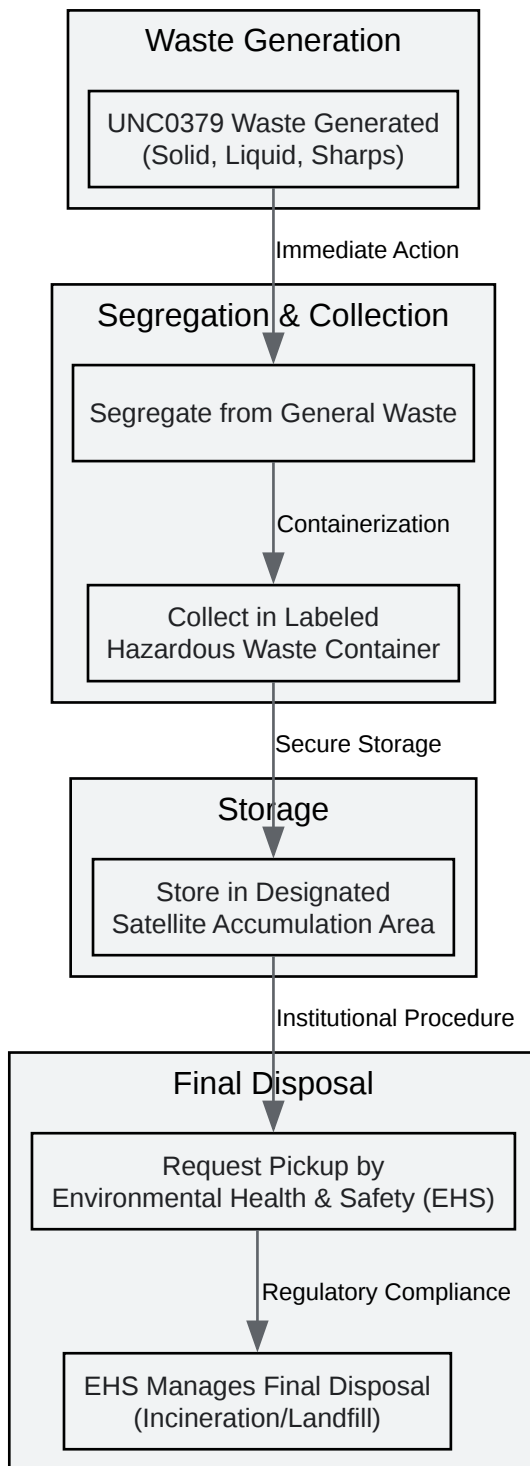 Waste Generation
UNC0379 Waste Generated
(Solid, Liquid, Sharps)
Immediate Action
Segregation & Collection
Segregate from General Waste
Containerization
Collect in Labeled
Hazardous Waste Container
Secure Storage
Storage
Store in Designated
Satellite Accumulation Area
Institutional Procedure
Final Disposal
Request Pickup by
Environmental Health & Safety (EHS)
Regulatory Compliance
EHS Manages Final Disposal
(Incineration/Landfill)